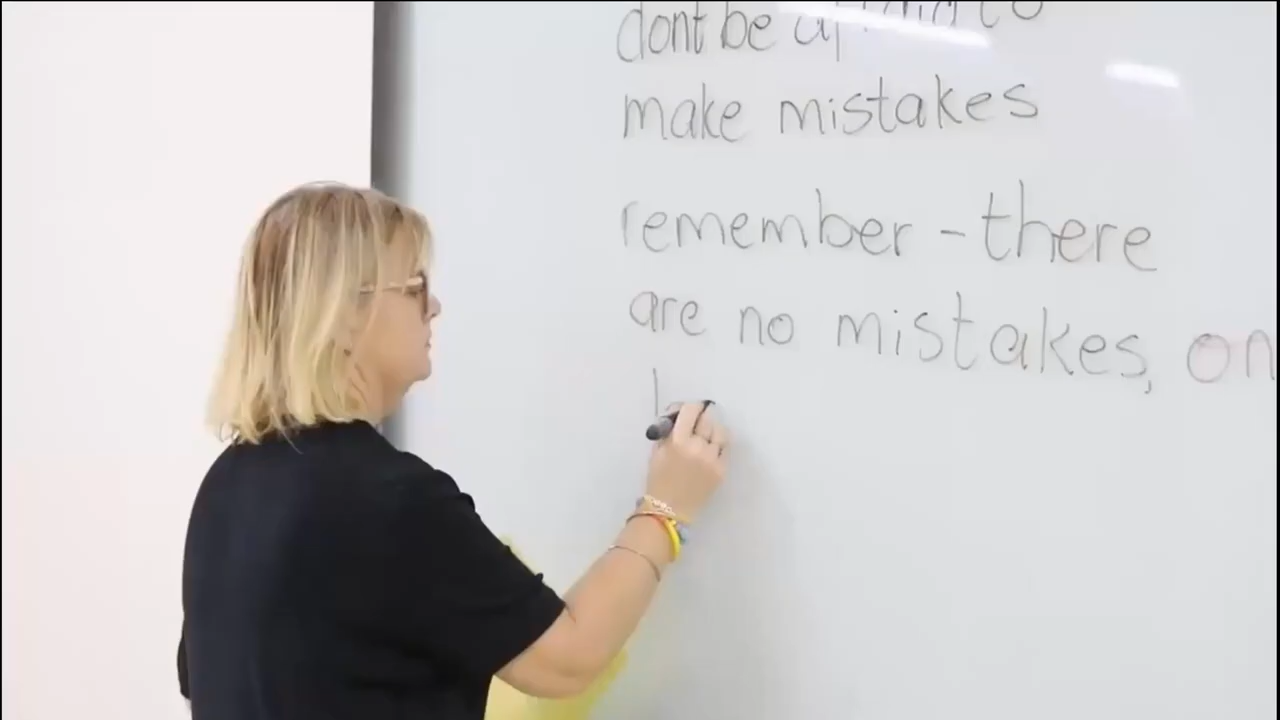 dont be afraid to
make mistakes
remember - there
are no mistakes, on